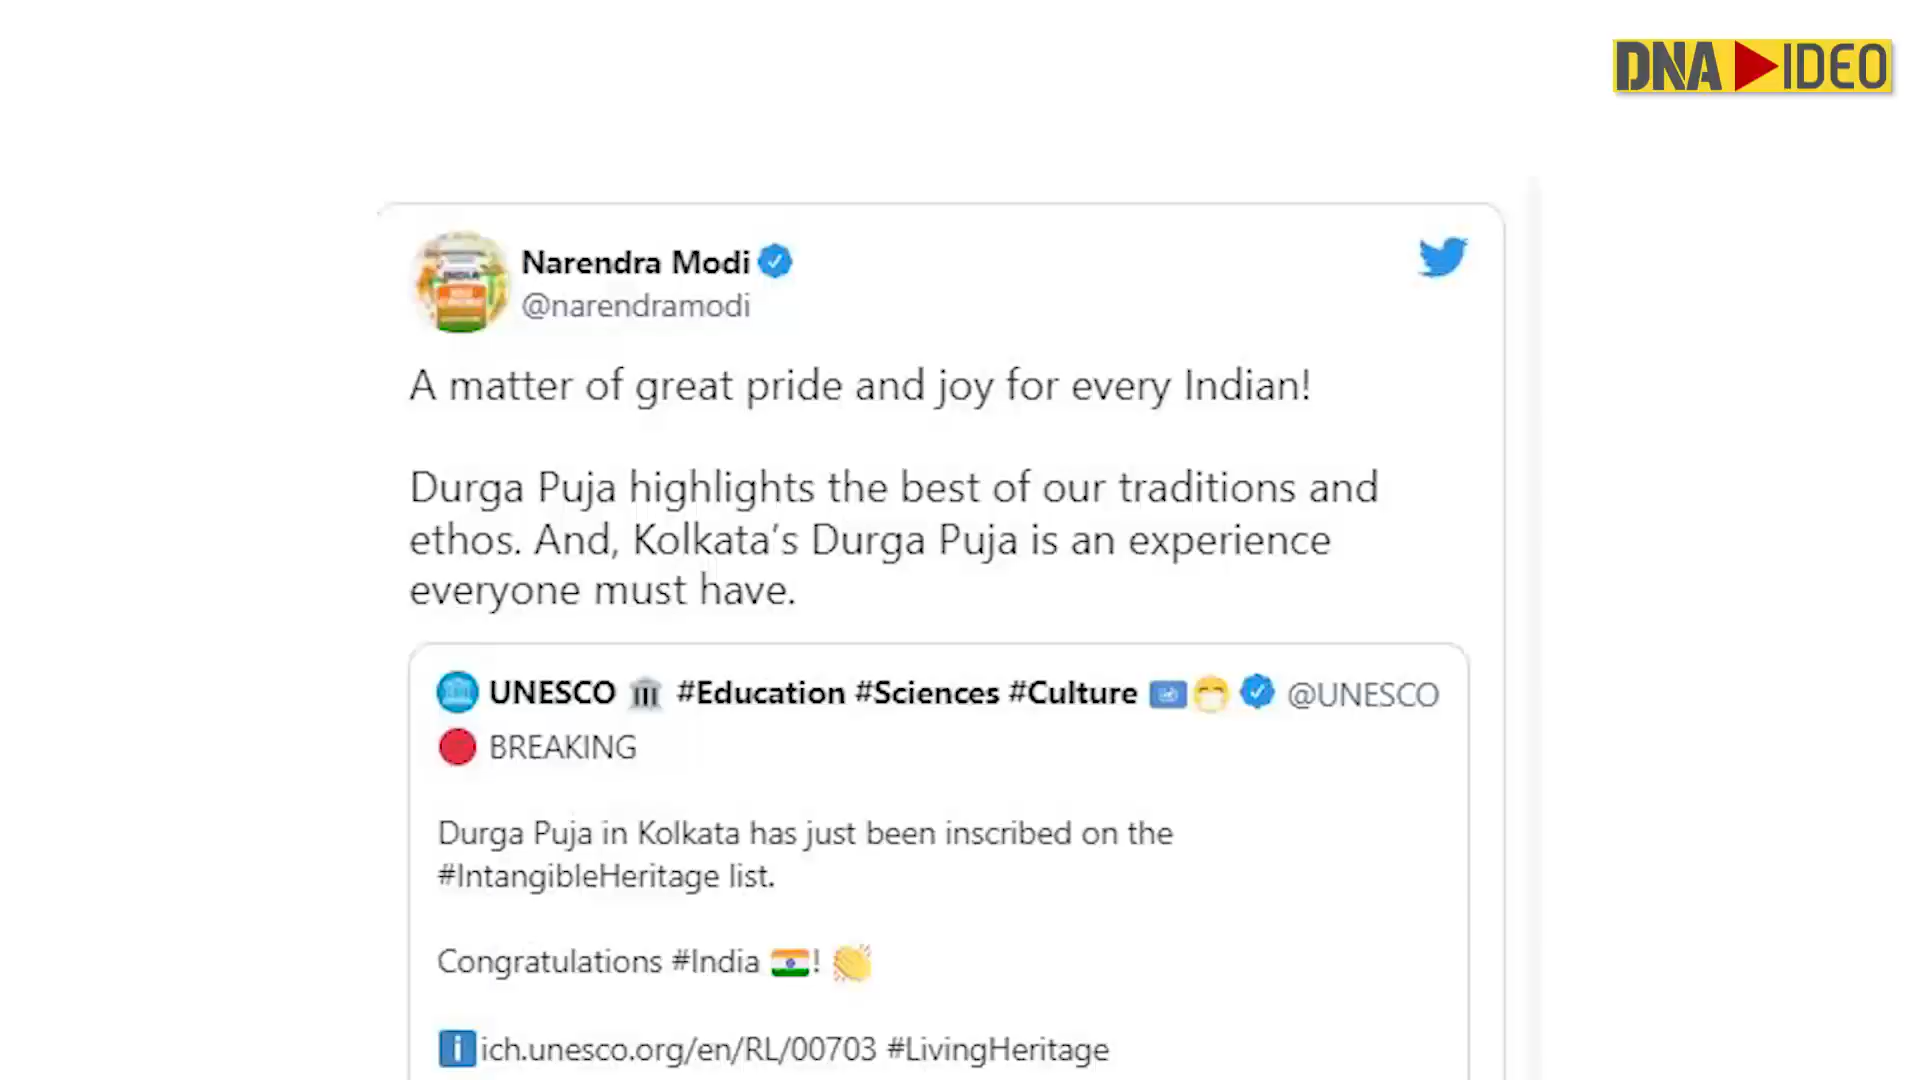 DNA VIDEO
Narendra Modi
@narendramodi
A matter of great pride and joy for every Indian!
Durga Puja highlights the best of our traditions and
ethos. And, Kolkata's Durga Puja is an experience
everyone must have.
UNESCO 🏛️ #Education #Sciences #Culture 🇺🇳😷 @UNESCO
🔴 BREAKING
Durga Puja in Kolkata has just been inscribed on the
#IntangibleHeritage list.
Congratulations #India 🇮🇳! 👏
ℹ️ich.unesco.org/en/RL/00703 #LivingHeritage